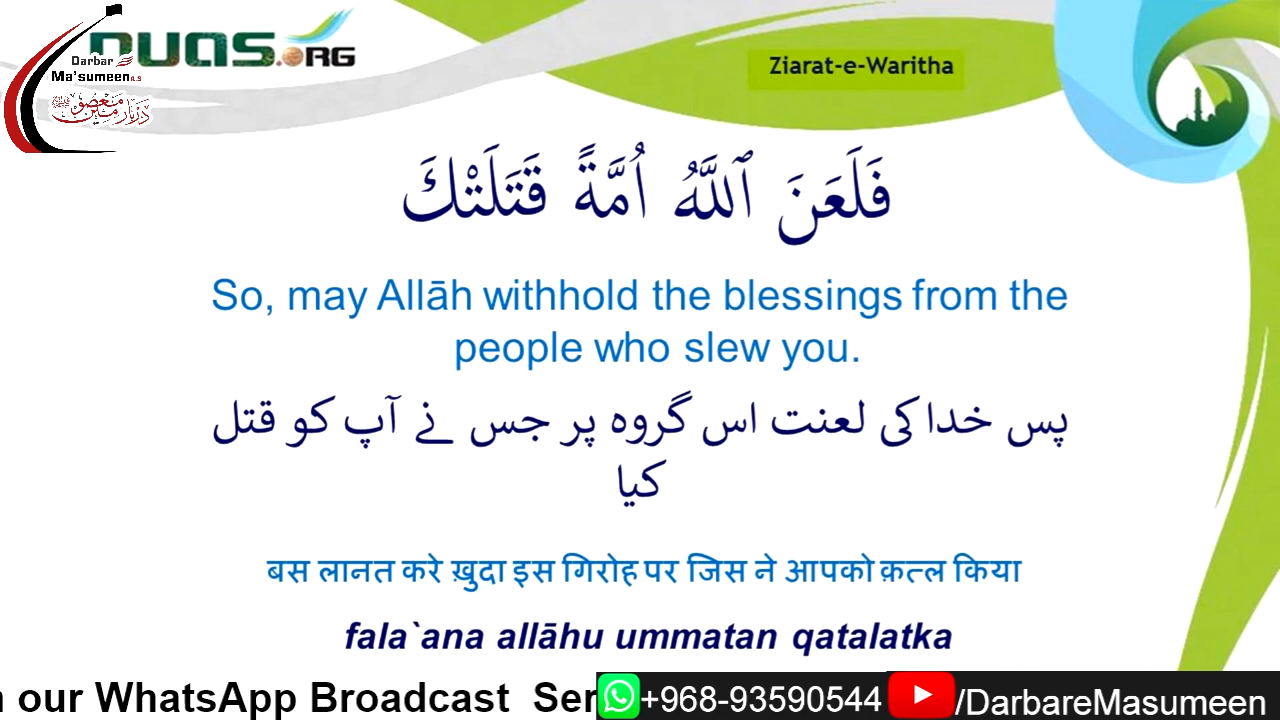 DUAS.ORG
Darbar
Ma'sumeen A.S
دربار معصومین
Ziarat-e-Waritha
فَلَعَنَ ٱللَّهُ أُمَّةً قَتَلَتْكَ
So, may Allāh withhold the blessings from the
people who slew you.
پس خدا کی لعنت اس گروہ پر جس نے آپ کو قتل
کیا
बस लानत करे ख़ुदा इस गिरोह पर जिस ने आपको क़त्ल किया
fala`ana allāhu ummatan qatalatka
our WhatsApp Broadcast Ser +968-93590544 /DarbareMasumeen